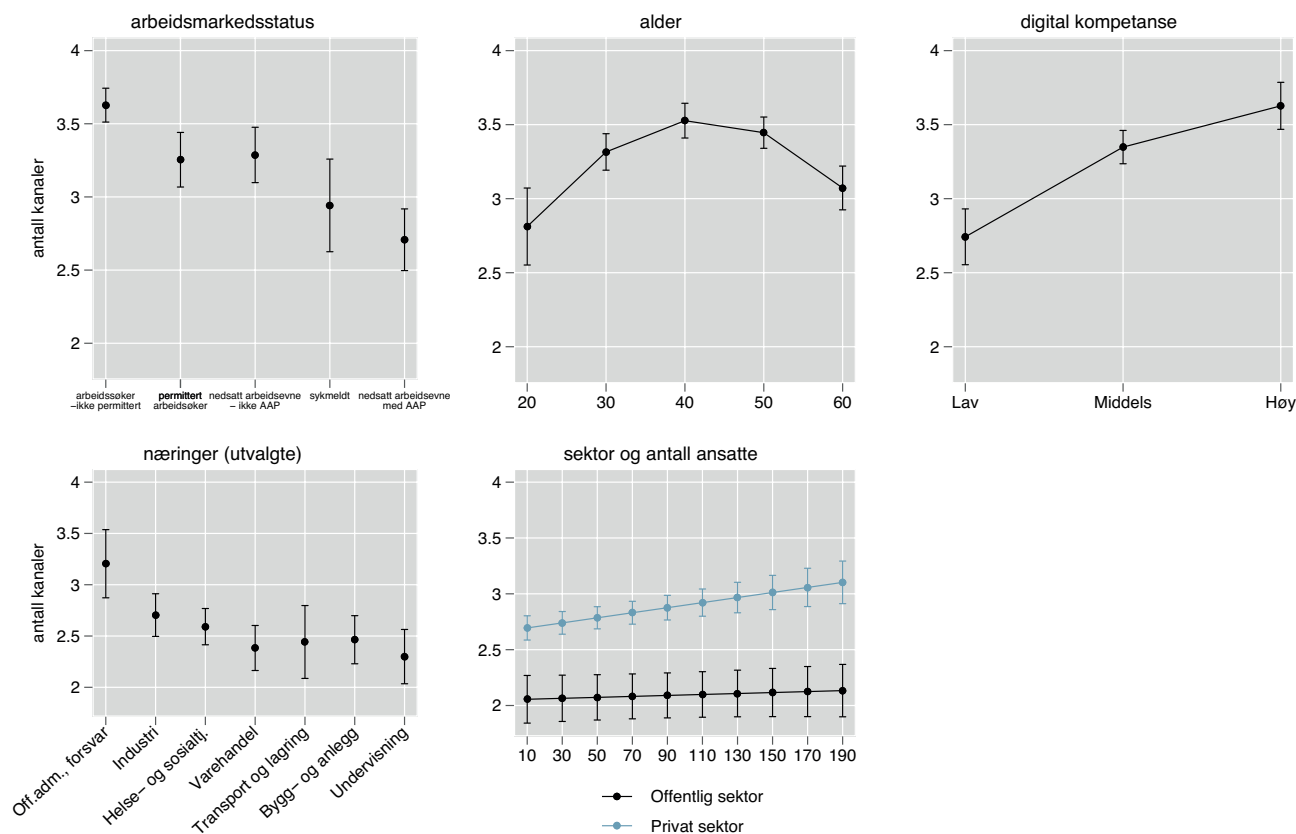 arbeidsmarkedsstatus
antall kanaler
4
3.5
3
2.5
2
arbeidssøker
–ikke permittert
permittert
arbeidsøker
nedsatt arbeidsevne
– ikke AAP
sykmeldt
nedsatt arbeidsevne
med AAP
alder
4
3.5
3
2.5
2
20 30 40 50 60
digital kompetanse
4
3.5
3
2.5
2
Lav Middels Høy
næringer (utvalgte)
antall kanaler
4
3.5
3
2.5
2
Off.adm., forsvar
Industri
Helse– og sosialtj.
Varehandel
Transport og lagring
Bygg– og anlegg
Undervisning
sektor og antall ansatte
4
3.5
3
2.5
2
10 30 50 70 90 110 130 150 170 190
Offentlig sektor
Privat sektor